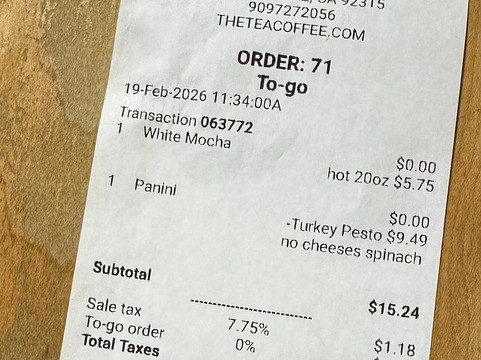 CA 92315
9097272056
THETEACOFFEE.COM
ORDER: 71
To-go
19-Feb-2026 11:34:00A
Transaction 063772
1 White Mocha
$0.00
hot 20oz $5.75
1 Panini
$0.00
-Turkey Pesto $9.49
no cheeses spinach
Subtotal
$15.24
Sale tax 7.75% $1.18
To-go order 0%
Total Taxes